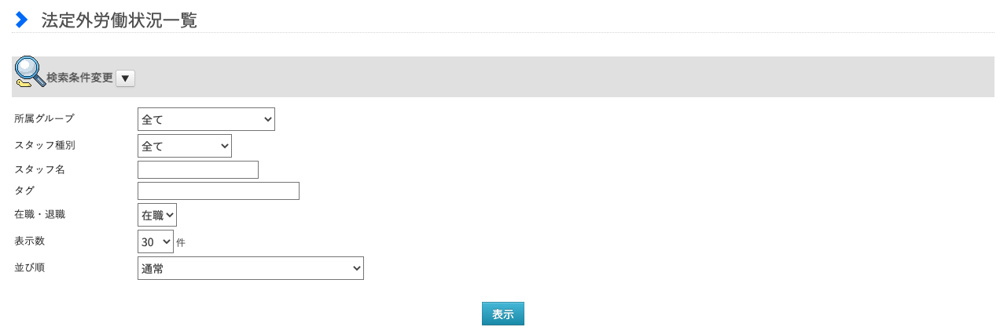 法定外労働状況一覧
検索条件変更 ▼
所属グループ 全て
スタッフ種別 全て
スタッフ名
タグ
在職・退職 在職
表示数 30 件
並び順 通常
表示